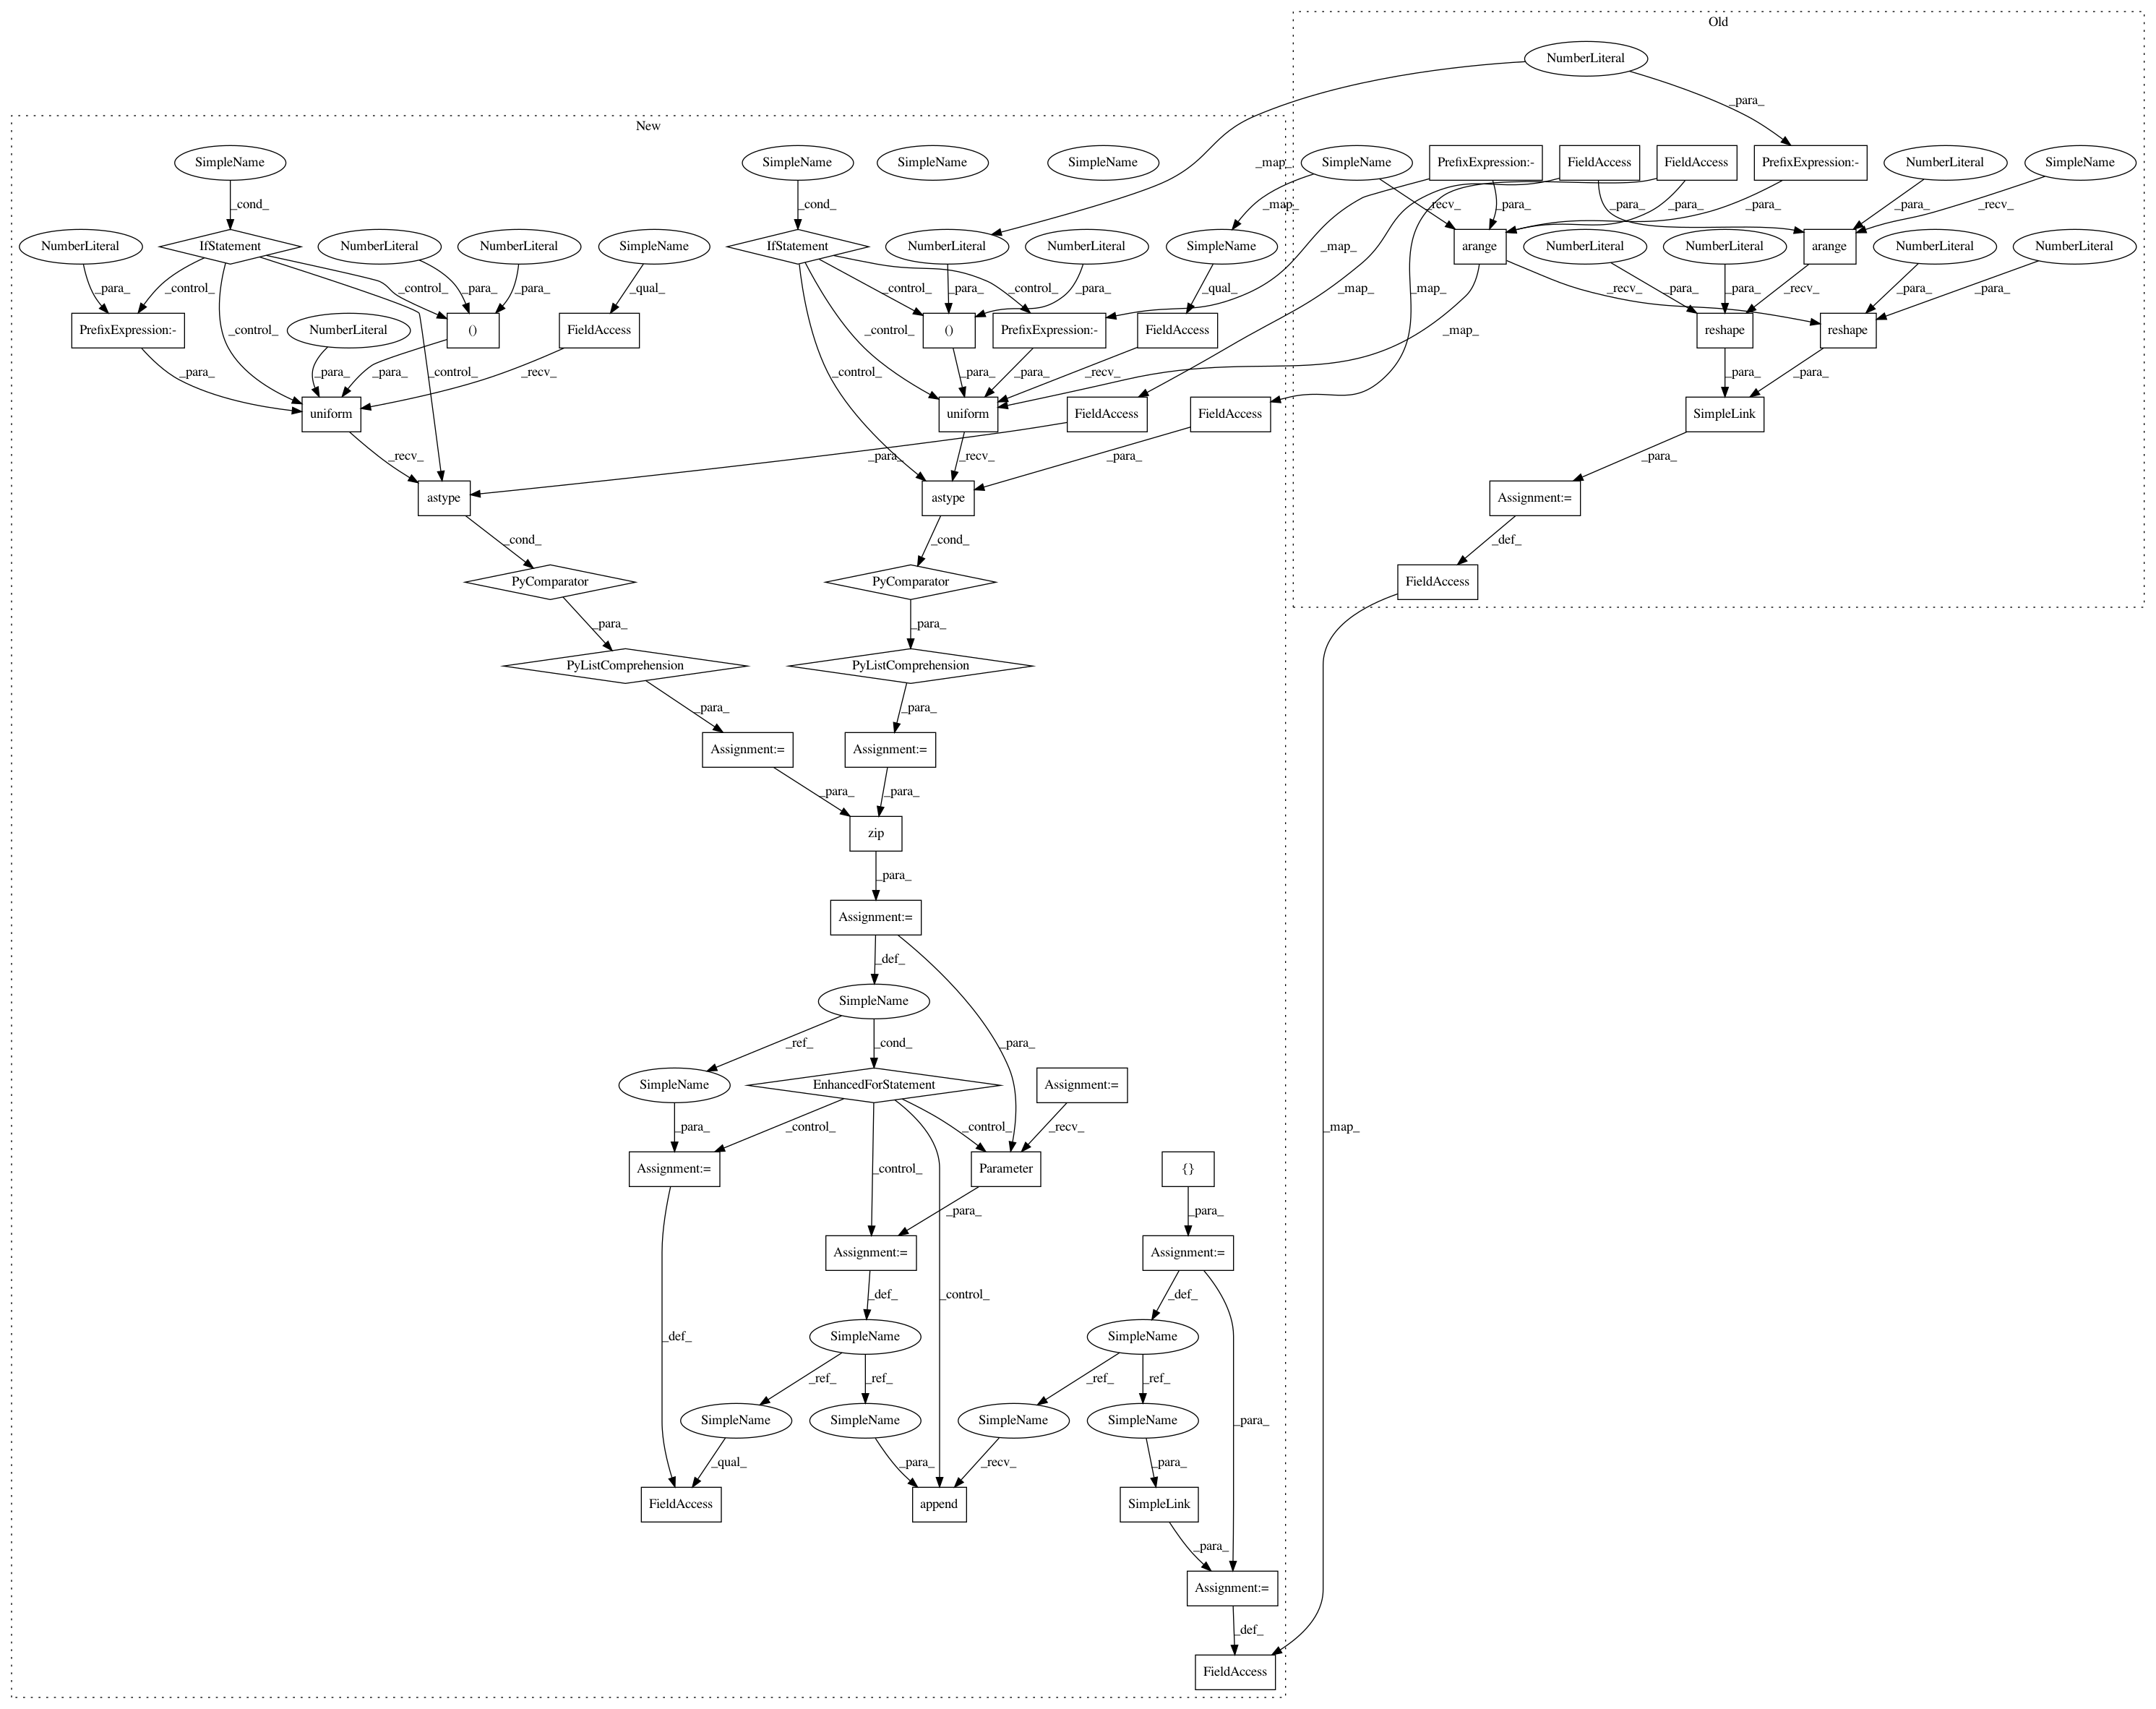 Old
NumberLiteral
New
_para_
SimpleName
SimpleName
SimpleName
SimpleName
_map_
SimpleName
PrefixExpression:-
FieldAccess
FieldAccess
PrefixExpression:-
NumberLiteral
SimpleName
_cond_
_cond_
_map_
_recv_
_para_
_para_
_para_
_para_
_para_
_recv_
NumberLiteral
IfStatement
NumberLiteral
NumberLiteral
SimpleName
IfStatement
NumberLiteral
NumberLiteral
SimpleName
_map_
arange
NumberLiteral
NumberLiteral
arange
NumberLiteral
NumberLiteral
_para_
_control_
_control_
_para_
_para_
_qual_
_control_
_para_
_control_
_para_
_qual_
_map_
_map_
_recv_
_para_
_para_
_recv_
_para_
_para_
PrefixExpression:-
_control_
NumberLiteral
()
FieldAccess
_control_
()
PrefixExpression:-
FieldAccess
_map_
reshape
reshape
_para_
_para_
_para_
_control_
_recv_
_control_
_para_
_para_
_recv_
_para_
_para_
uniform
uniform
FieldAccess
FieldAccess
SimpleLink
_recv_
_para_
_recv_
_para_
_para_
astype
astype
Assignment:=
_cond_
_cond_
_def_
PyComparator
PyComparator
FieldAccess
_para_
_para_
PyListComprehension
PyListComprehension
_para_
_para_
Assignment:=
Assignment:=
_para_
_para_
zip
_para_
Assignment:=
_def_
SimpleName
_ref_
_cond_
_para_
SimpleName
EnhancedForStatement
Assignment:=
_para_
_control_
_control_
_recv_
_map_
Assignment:=
_control_
Parameter
{}
_para_
_para_
Assignment:=
Assignment:=
_def_
_control_
_def_
_def_
SimpleName
SimpleName
_ref_
_ref_
_ref_
_ref_
SimpleName
SimpleName
SimpleName
SimpleName
_para_
_qual_
_para_
_recv_
_para_
FieldAccess
append
SimpleLink
_para_
Assignment:=
_def_
FieldAccess